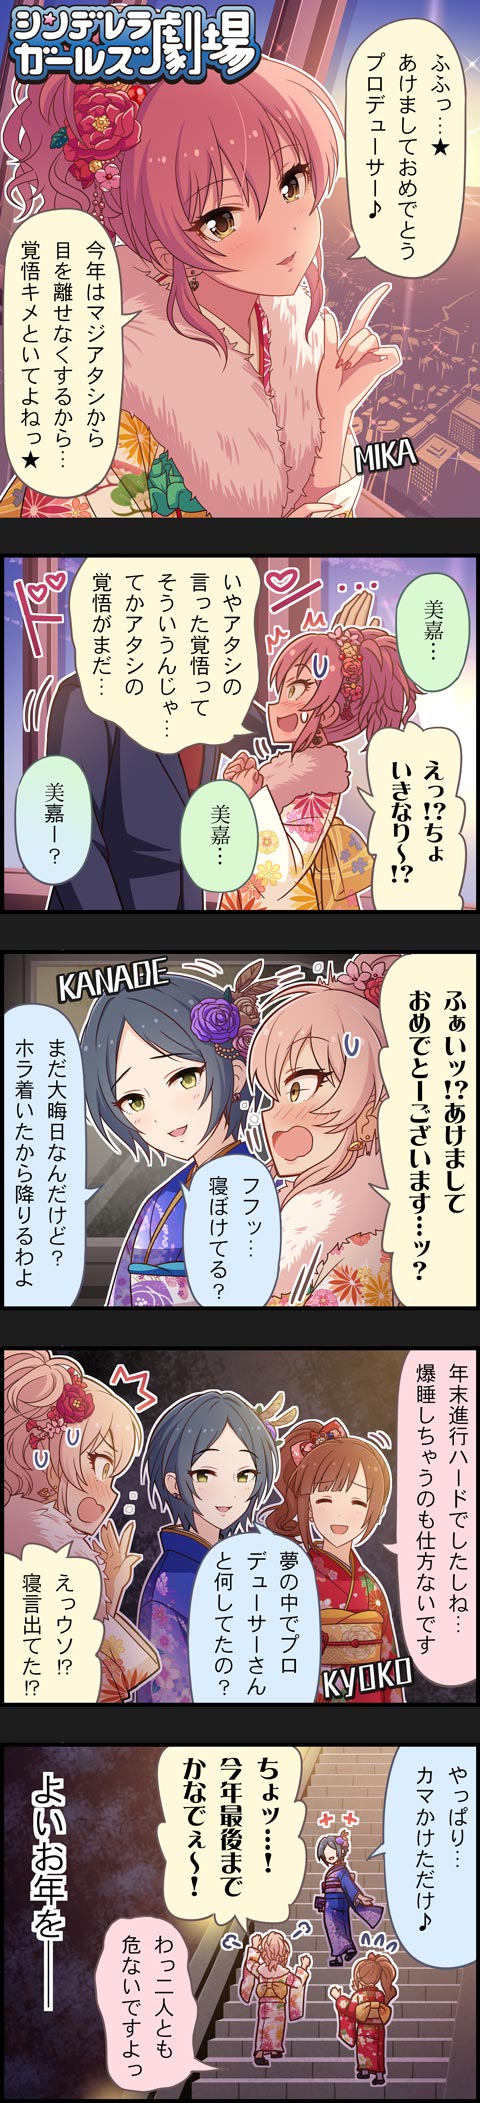 シンデレラ
ガールズ劇場
ふふっ…★
あけましておめでとう
プロデューサー♪
今年はマジアタシから
目を離せなくするから…
覚悟キメといてよねっ★
MIKA
美嘉…
えっ!?ちょ
いきなり〜!?
いやアタシの
言った覚悟って
そういうんじゃ…
てかアタシの
覚悟がまだ…
美嘉…
美嘉ー?
ド
KANADE
ふぁいッ!?あけまして
おめでとーございます…ッ?
フフッ…
寝ぼけてる?
まだ大晦日なんだけど?
ホラ着いたから降りるわよ
年末進行ハードでしたしね…
爆睡しちゃうのも仕方ないです
KYOKO
夢の中でプロ
デューサーさん
と何してたの?
えっウソ!?
寝言出てた!?
やっぱり…
カマかけただけ♪
ちょッ…!
今年最後まで
かなでぇ〜!
わっ二人とも
危ないですよっ
よいお年を――